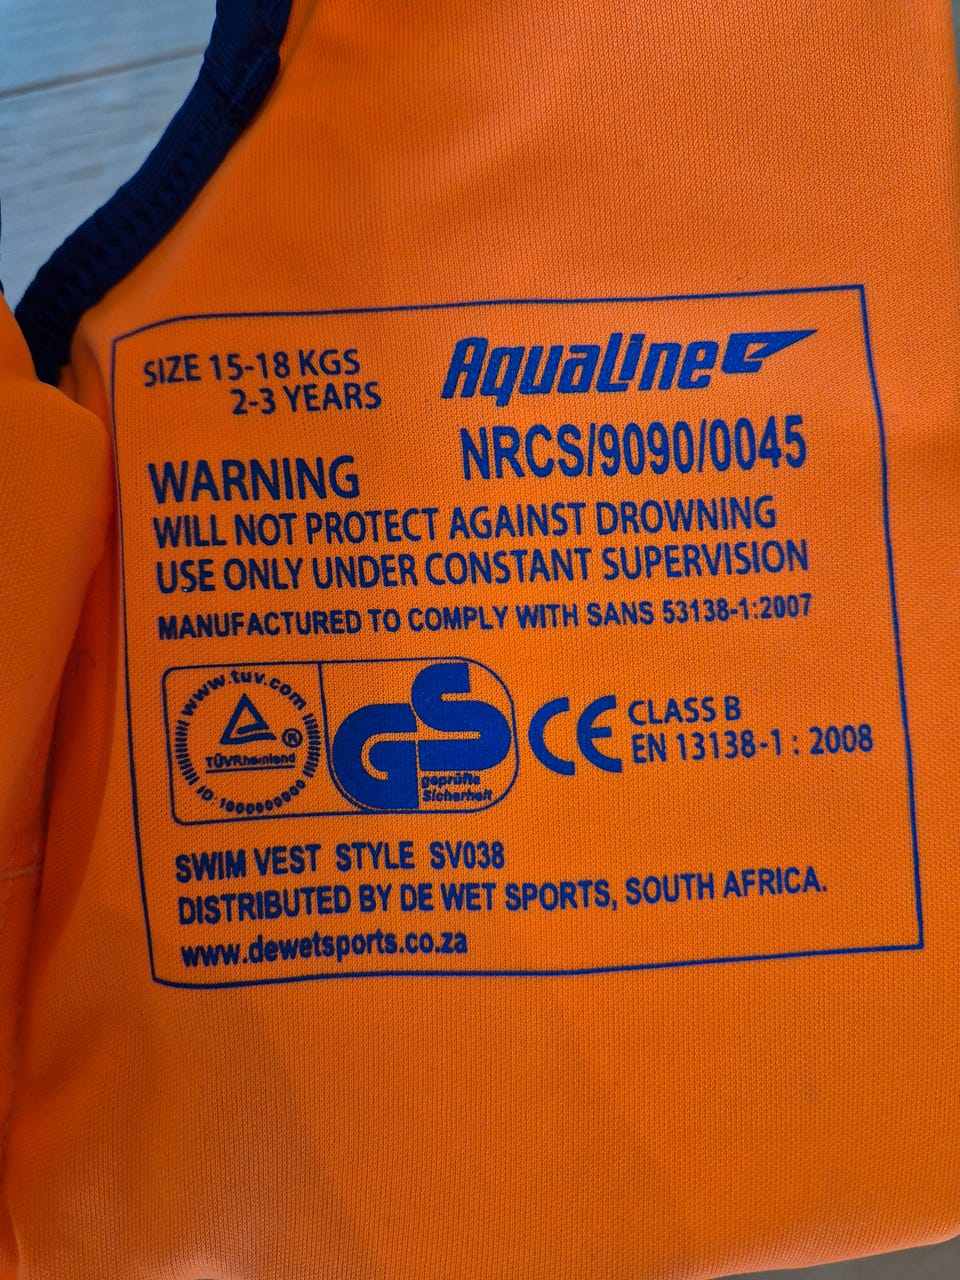 SIZE 15-18 KGS
2-3 YEARS
AquaLine
NRCS/9090/0045
WARNING
WILL NOT PROTECT AGAINST DROWNING
USE ONLY UNDER CONSTANT SUPERVISION
MANUFACTURED TO COMPLY WITH SANS 53138-1:2007
www.tuv.com
TÜVRheinland
®
ID: 1000000000
GS
geprüfte
Sicherheit
CE
CLASS B
EN 13138-1 : 2008
SWIM VEST STYLE SV038
DISTRIBUTED BY DE WET SPORTS, SOUTH AFRICA.
www.dewetsports.co.za